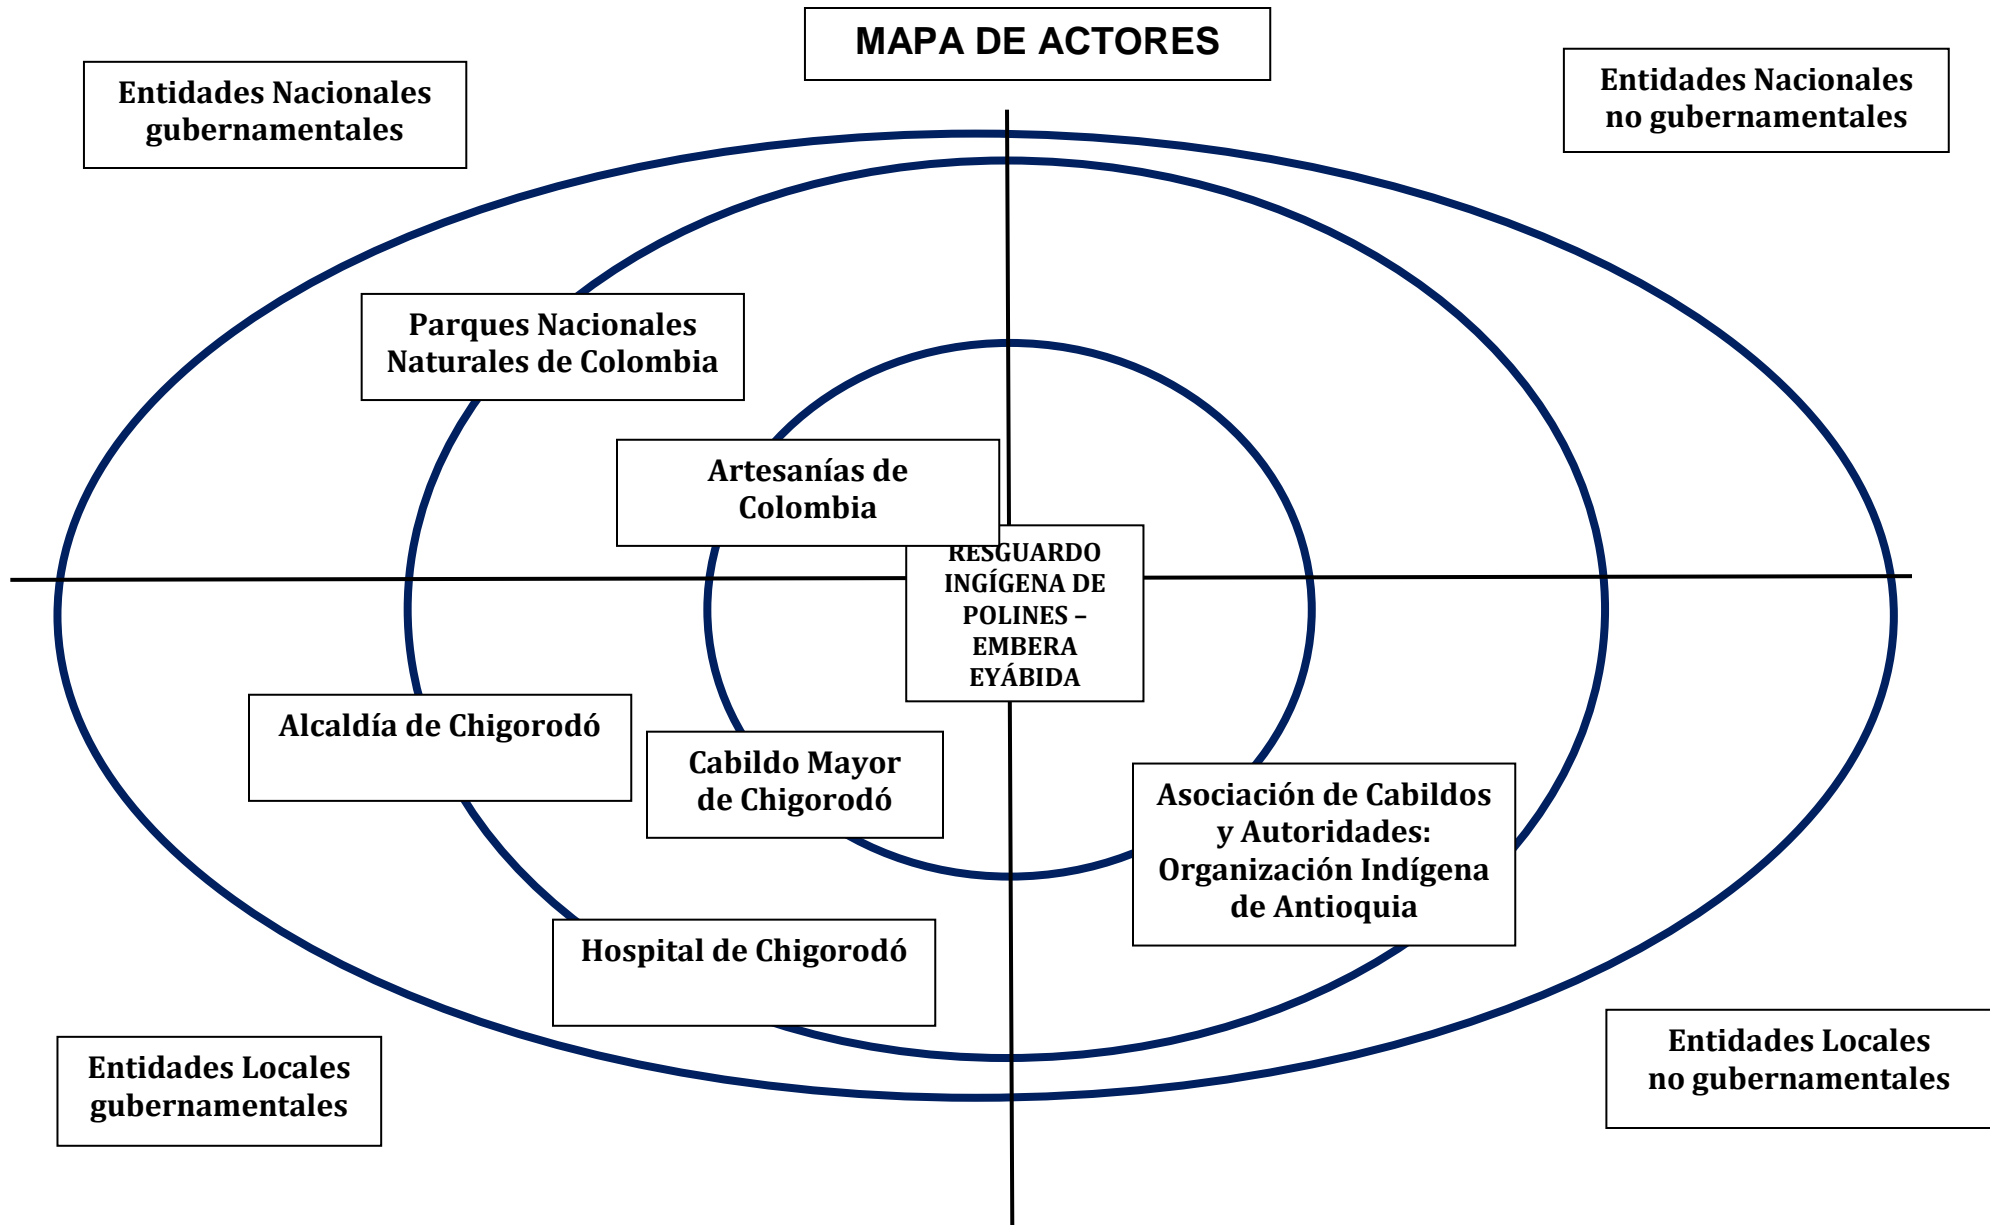 MAPA DE ACTORES
Entidades Nacionales
gubernamentales
Entidades Nacionales
no gubernamentales
Parques Nacionales
Naturales de Colombia
Artesanías de
Colombia
RESGUARDO
INGÍGENA DE
POLINES –
EMBERA
EYÁBIDA
Alcaldía de Chigorodó
Cabildo Mayor
de Chigorodó
Asociación de Cabildos
y Autoridades:
Organización Indígena
de Antioquia
Hospital de Chigorodó
Entidades Locales
gubernamentales
Entidades Locales
no gubernamentales